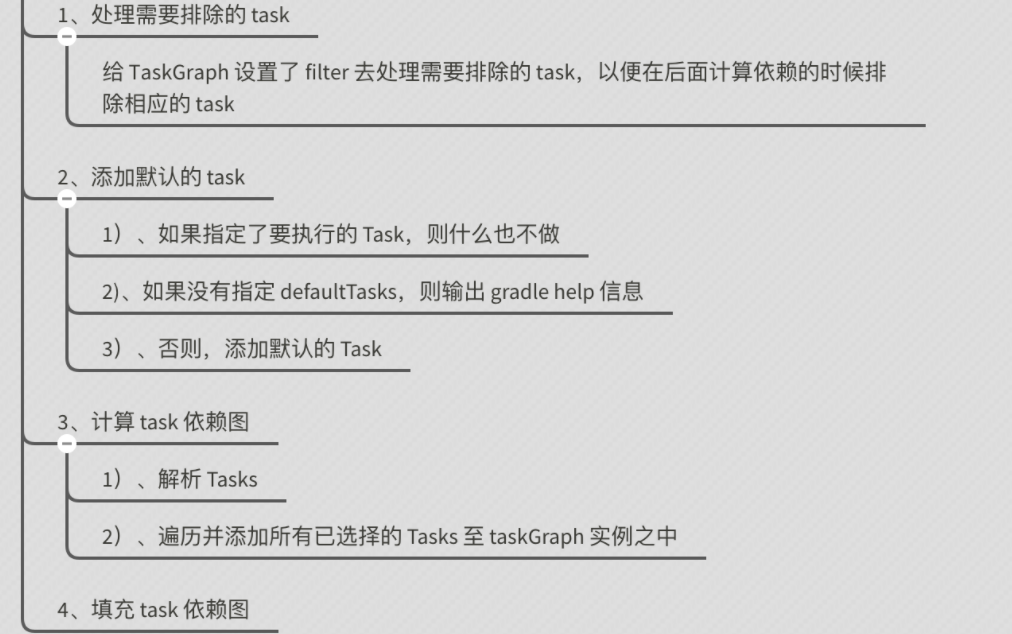 1、处理需要排除的 task
给 TaskGraph 设置了 filter 去处理需要排除的 task，以便在后面计算依赖的时候排
除相应的 task
2、添加默认的 task
1）、如果指定了要执行的 Task，则什么也不做
2)、如果没有指定 defaultTasks，则输出 gradle help 信息
3）、否则，添加默认的 Task
3、计算 task 依赖图
1）、解析 Tasks
2）、遍历并添加所有已选择的 Tasks 至 taskGraph 实例之中
4、填充 task 依赖图